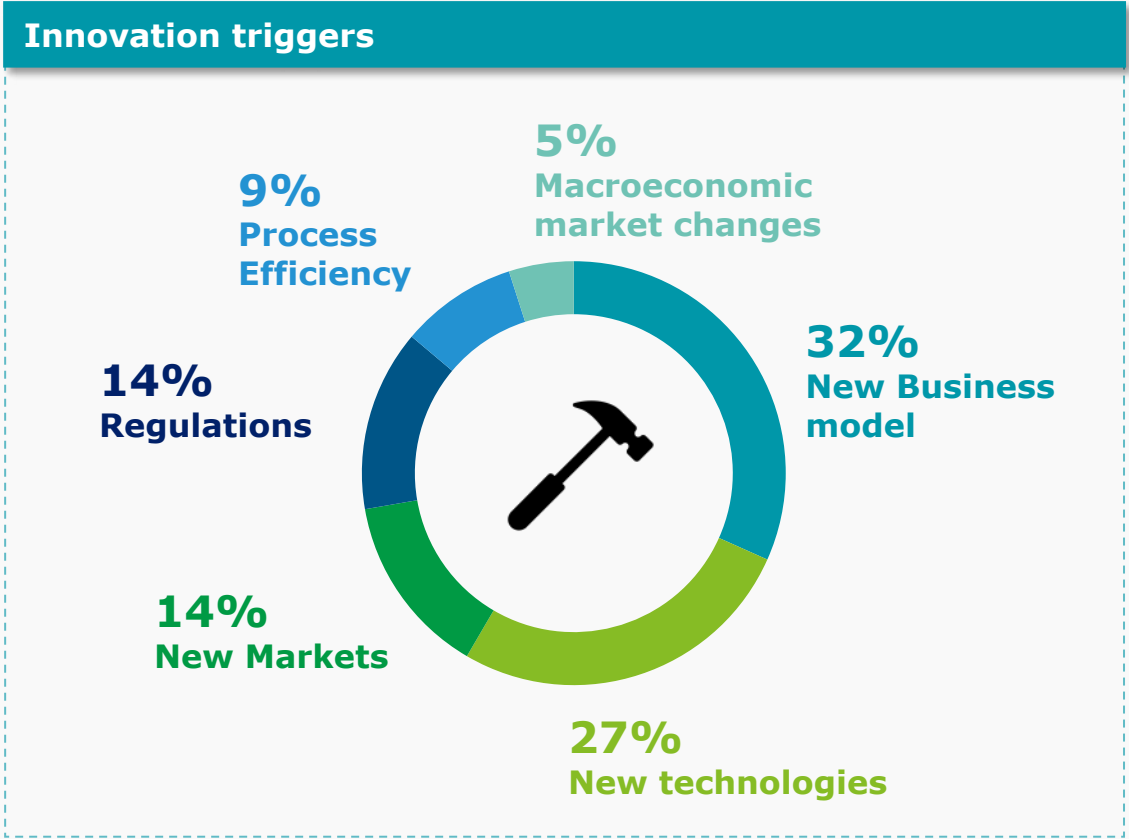 Innovation triggers
5%
Macroeconomic
market changes
9%
Process
Efficiency
32%
New Business
model
14%
Regulations
14%
New Markets
27%
New technologies